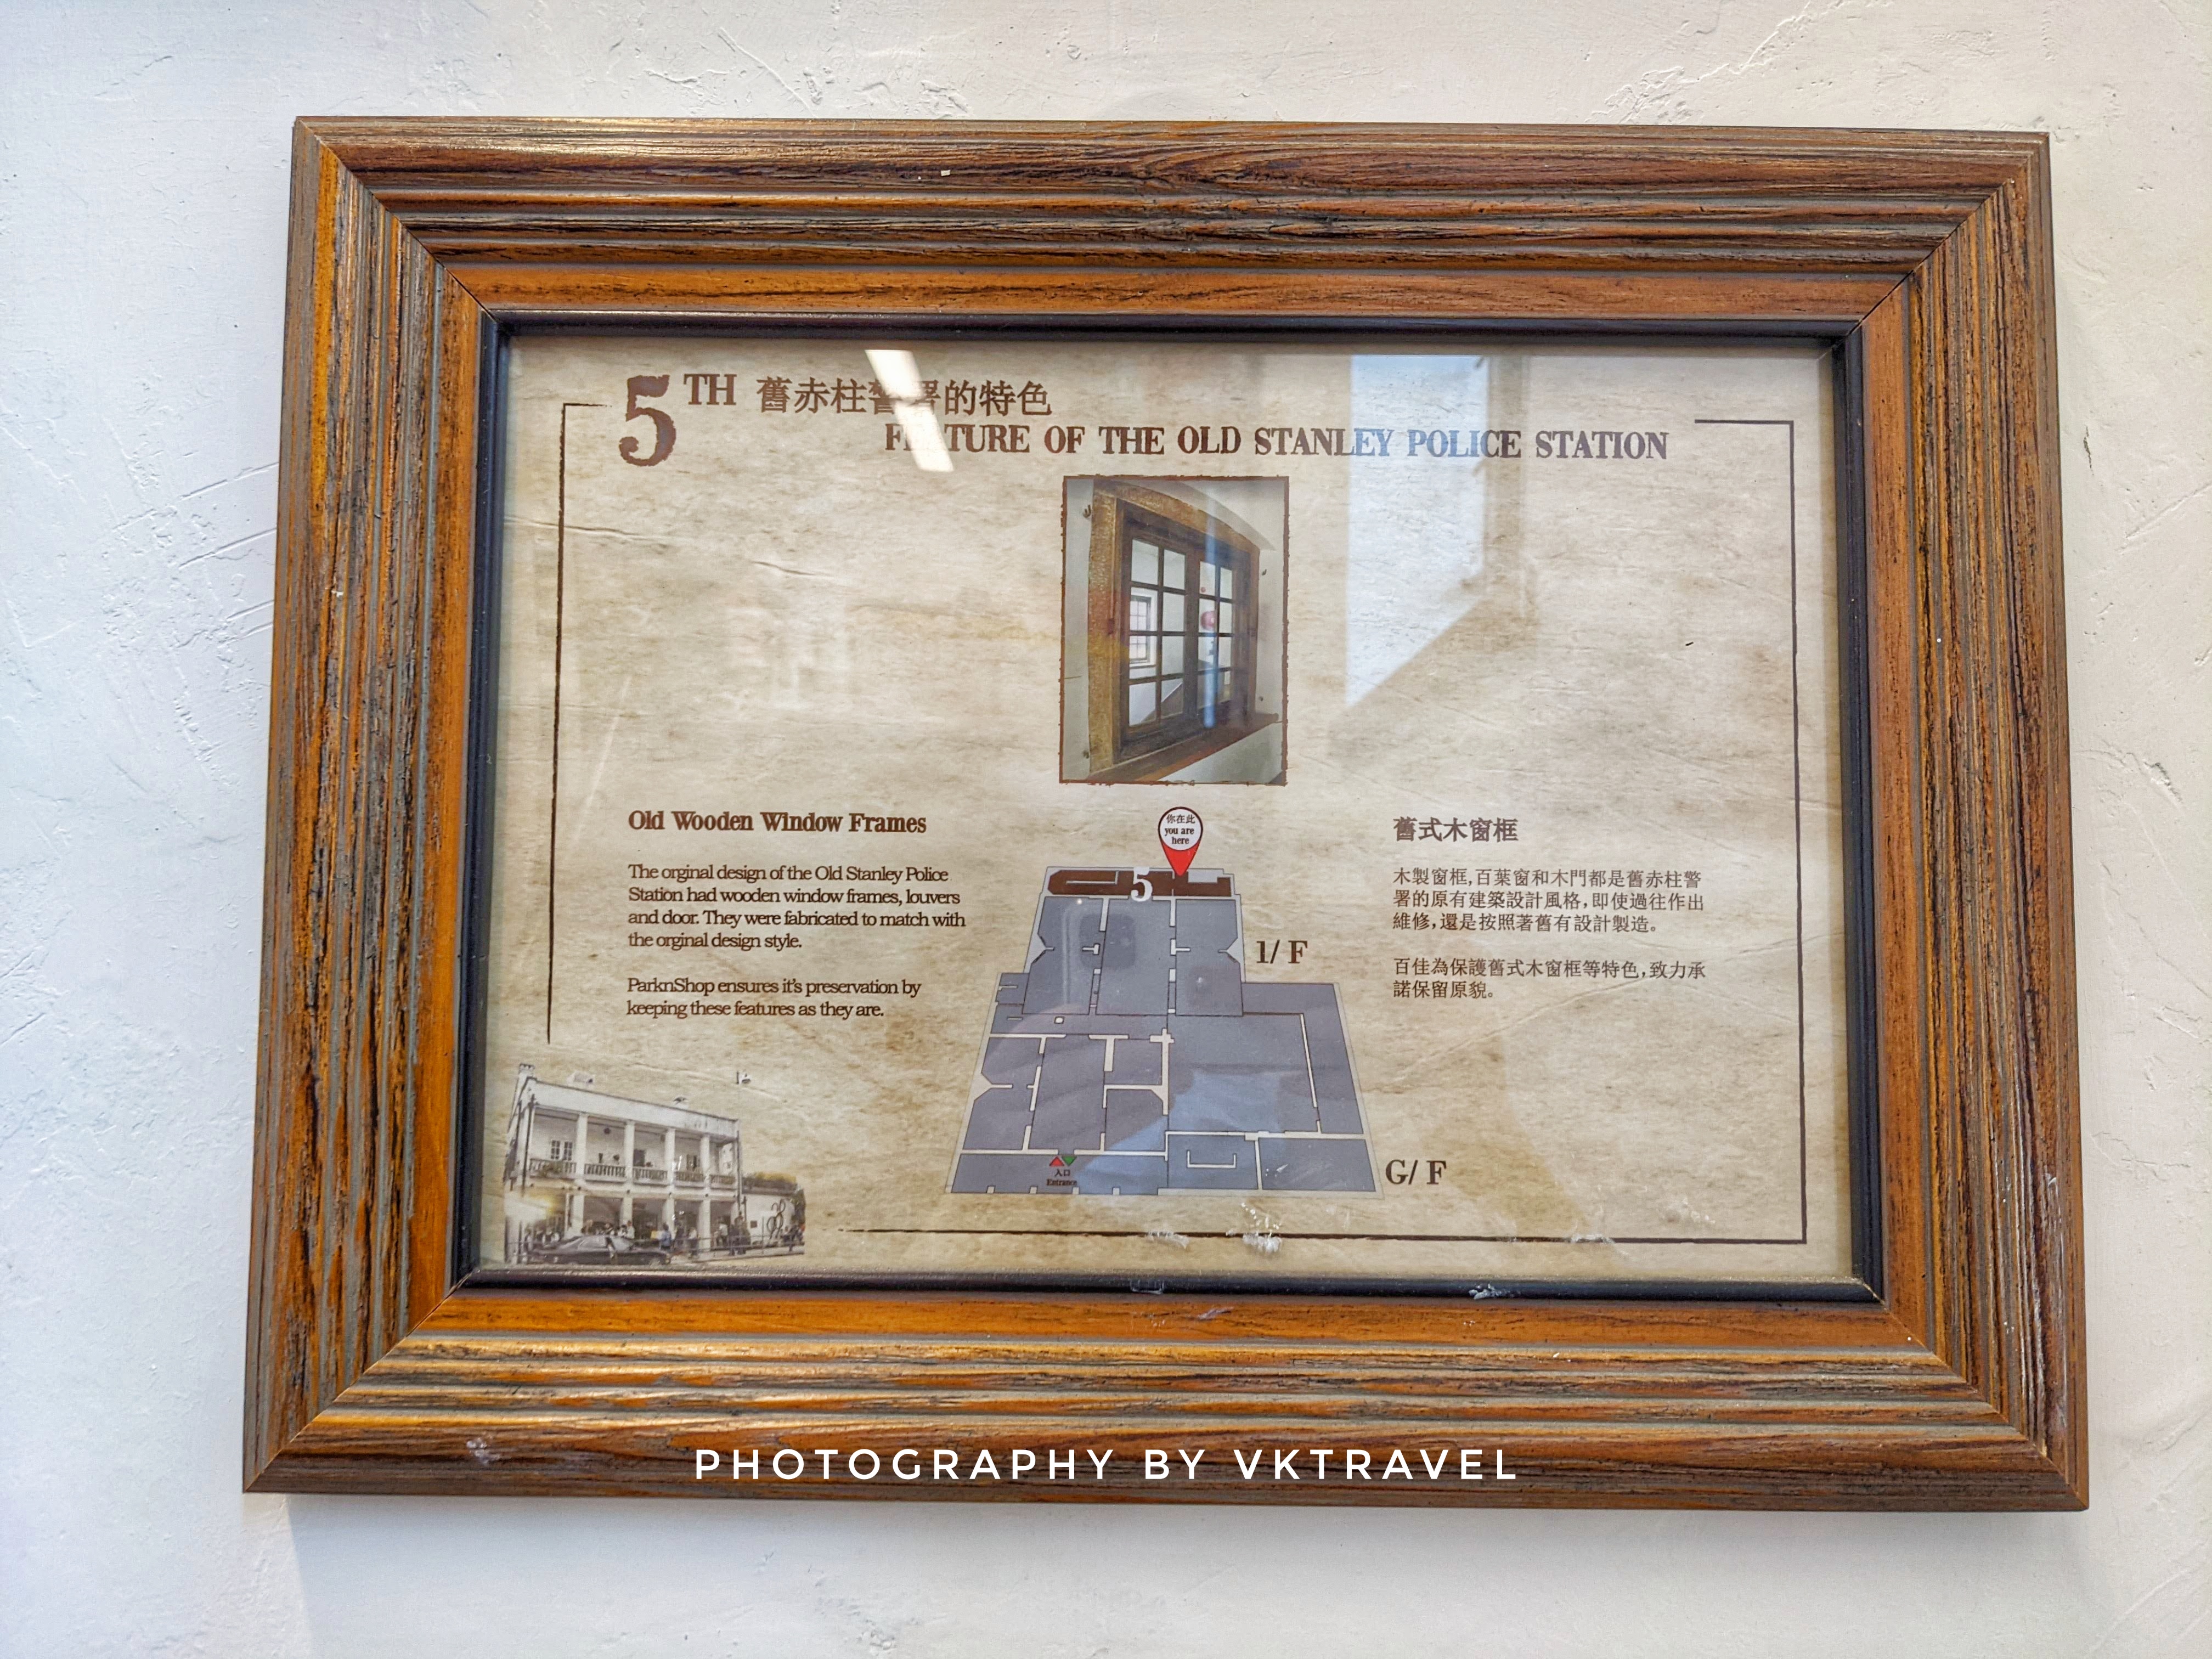 5TH 舊赤柱警署的特色
FEATURE OF THE OLD STANLEY POLICE STATION
Old Wooden Window Frames
The orginal design of the Old Stanley Police
Station had wooden window frames, louvers
and door. They were fabricated to match with
the orginal design style.
ParknShop ensures it's preservation by
keeping these features as they are.
你在此
you are
here
5
1/ F
G/ F
入口
Entrance
舊式木窗框
木製窗框,百葉窗和木門都是舊赤柱警
署的原有建築設計風格,即使過往作出
維修,還是按照著舊有設計製造。
百佳為保護舊式木窗框等特色,致力承
諾保留原貌。
PHOTOGRAPHY BY VKTRAVEL